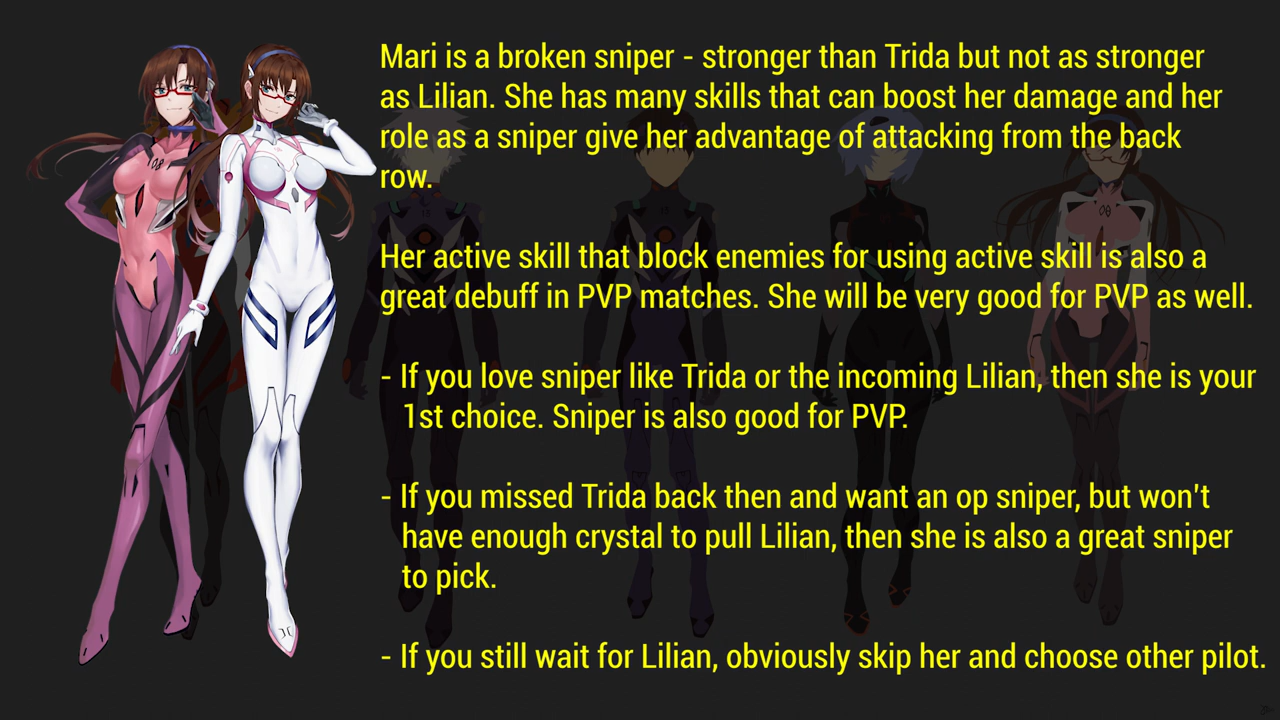 Mari is a broken sniper - stronger than Trida but not as stronger
as Lilian. She has many skills that can boost her damage and her
role as a sniper give her advantage of attacking from the back
row.
Her active skill that block enemies for using active skill is also a
great debuff in PVP matches. She will be very good for PVP as well.
- If you love sniper like Trida or the incoming Lilian, then she is your
1st choice. Sniper is also good for PVP.
- If you missed Trida back then and want an op sniper, but won't
have enough crystal to pull Lilian, then she is also a great sniper
to pick.
- If you still wait for Lilian, obviously skip her and choose other pilot.